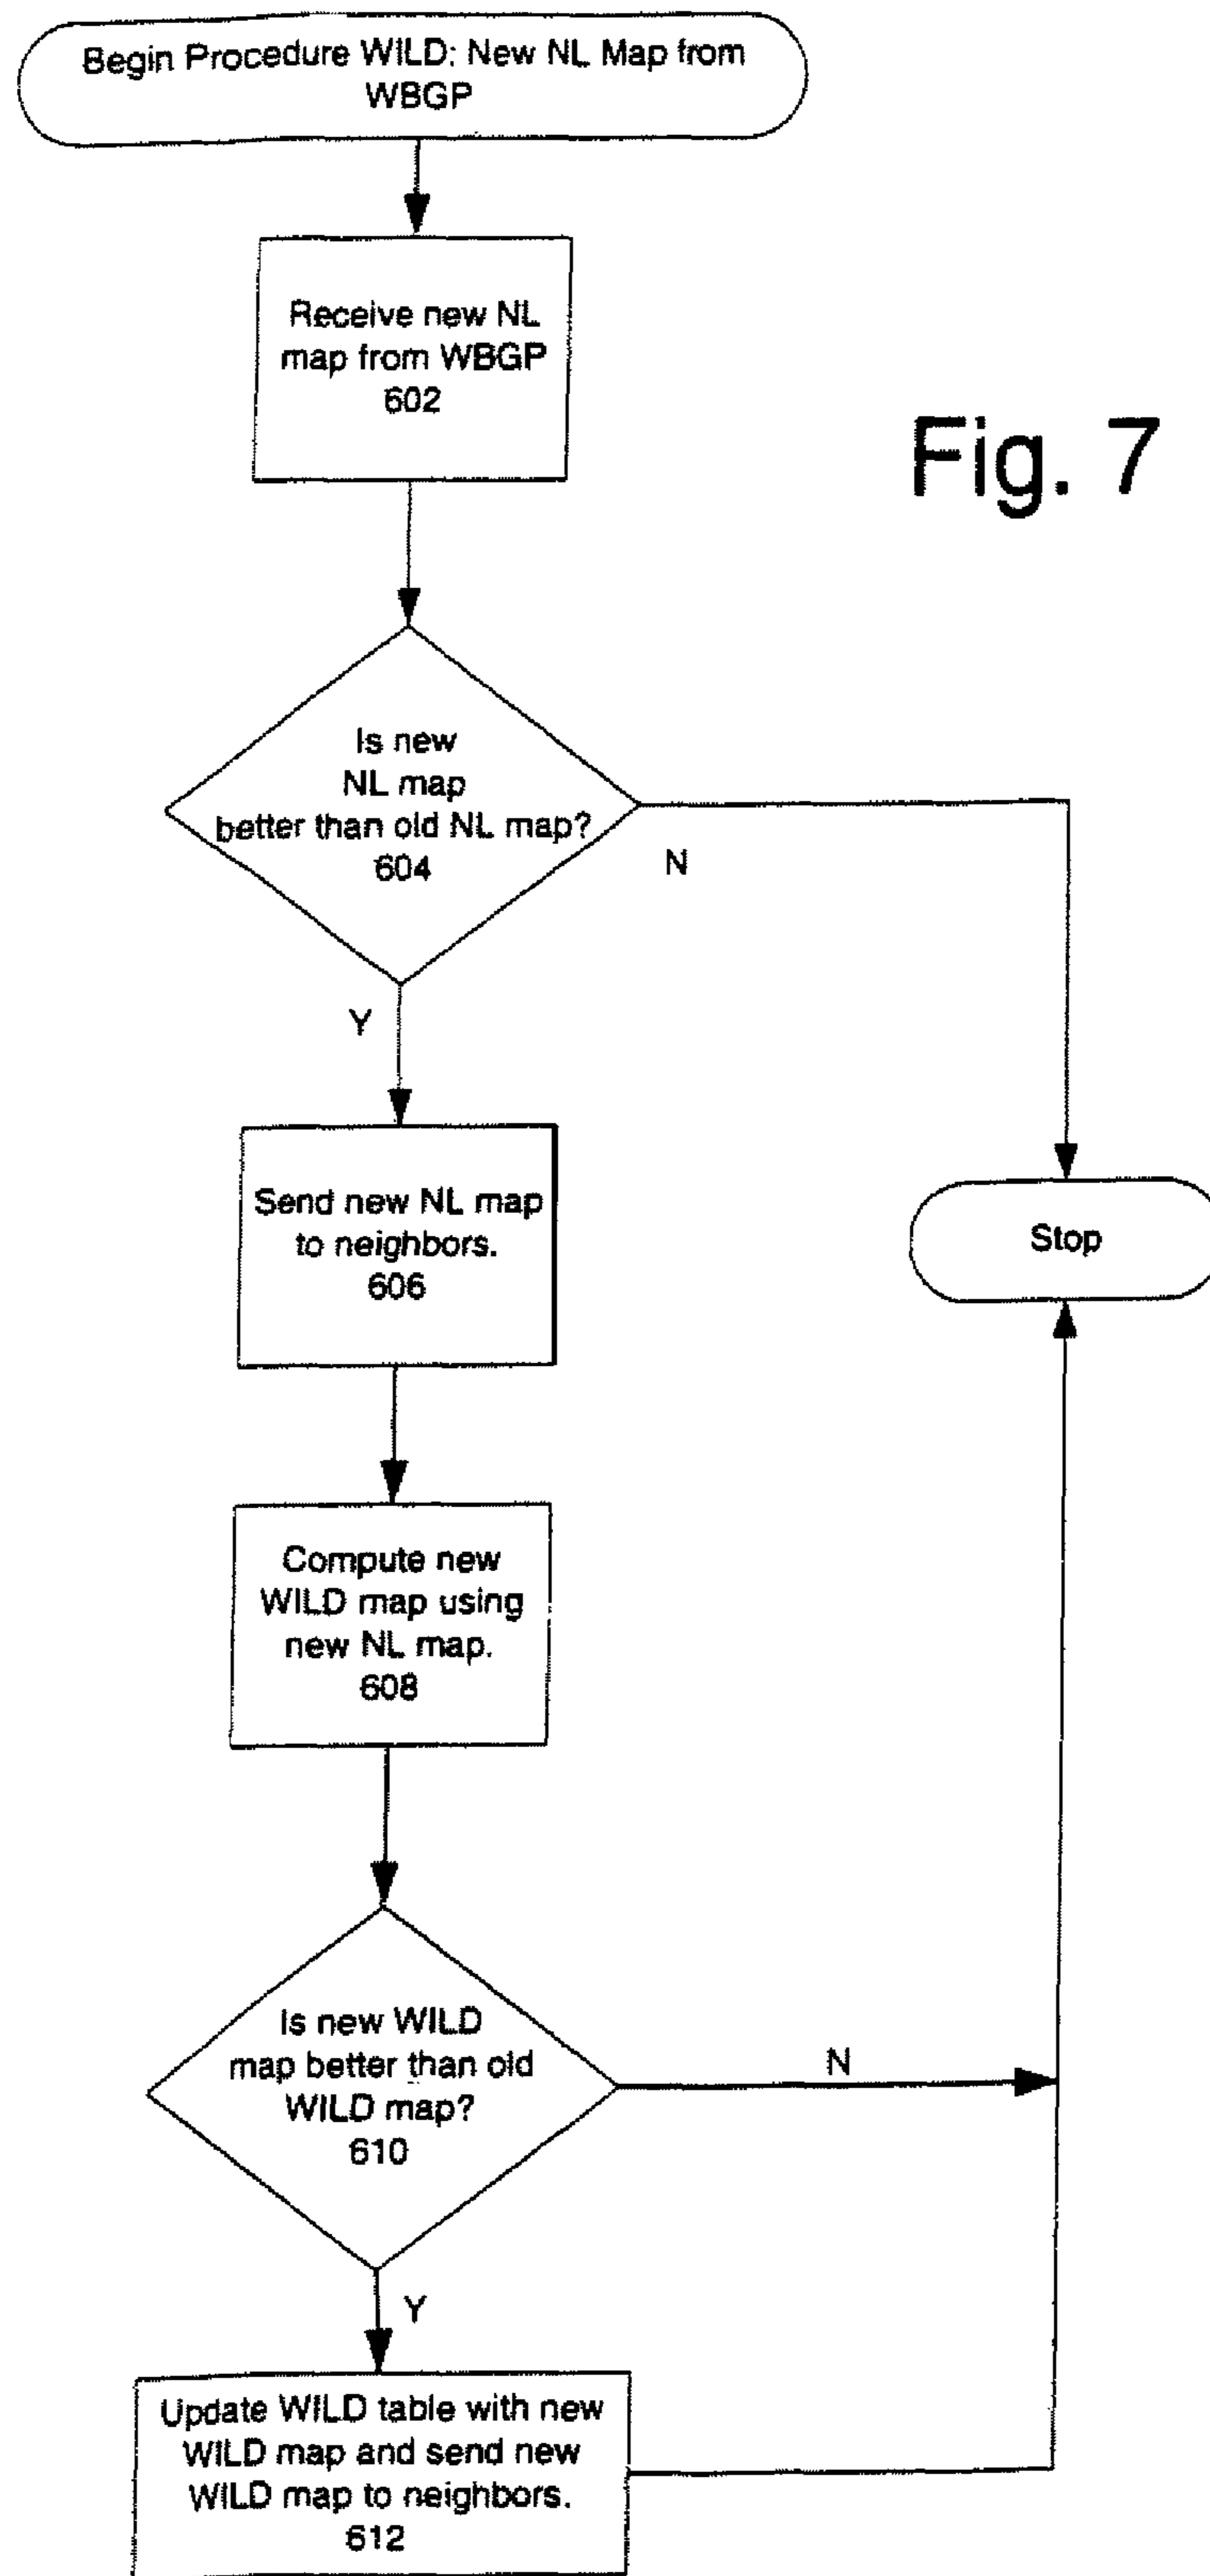 Begin Procedure WILD: New NL Map from
WBGP
Receive new NL
map from WBGP
602
Fig. 7
Is new
NL map
better than old NL map?
604
N
Y
Send new NL map
to neighbors.
606
Stop
Compute new
WILD map using
new NL map.
608
Is new WILD
map better than old
WILD map?
610
N
Y
Update WILD table with new
WILD map and send new
WILD map to neighbors.
612